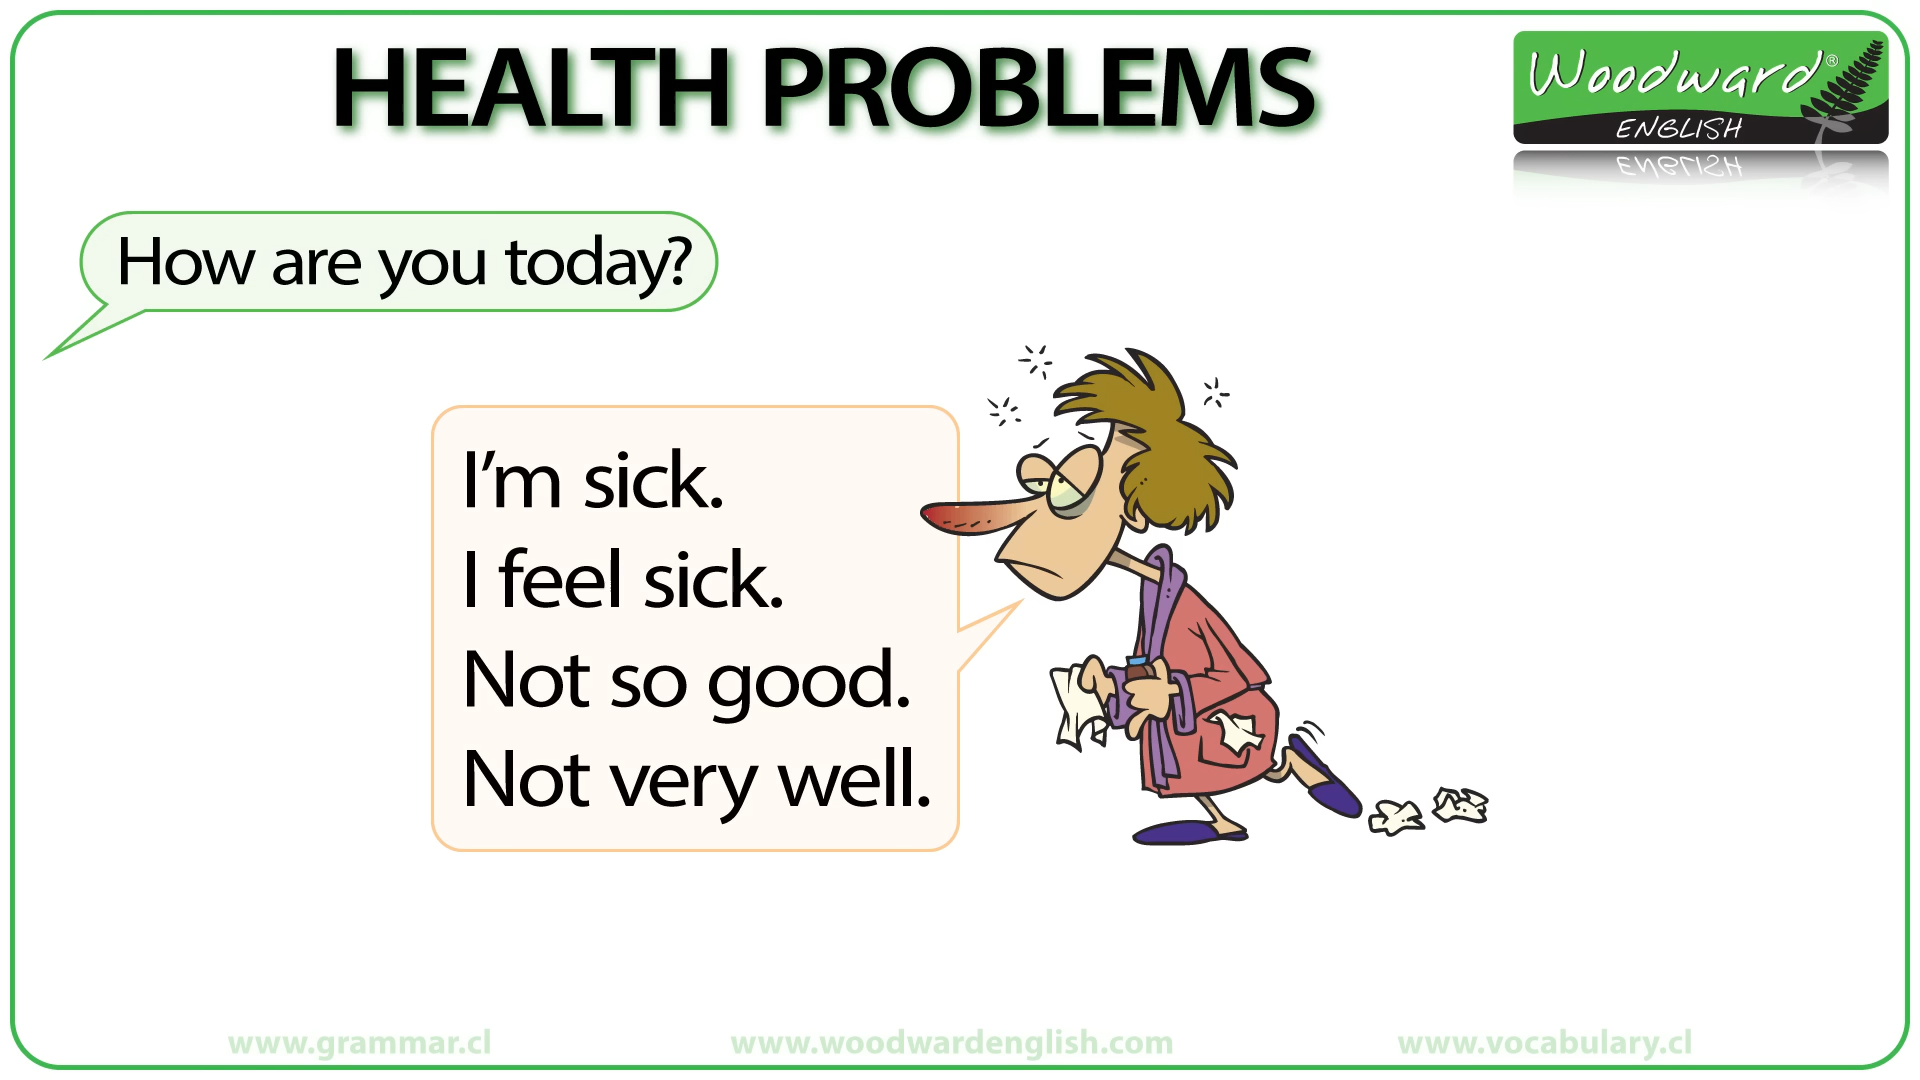 HEALTH PROBLEMS
Woodward®
ENGLISH
How are you today?
I’m sick.
I feel sick.
Not so good.
Not very well.
www.grammar.cl
www.woodwardenglish.com
www.vocabulary.cl